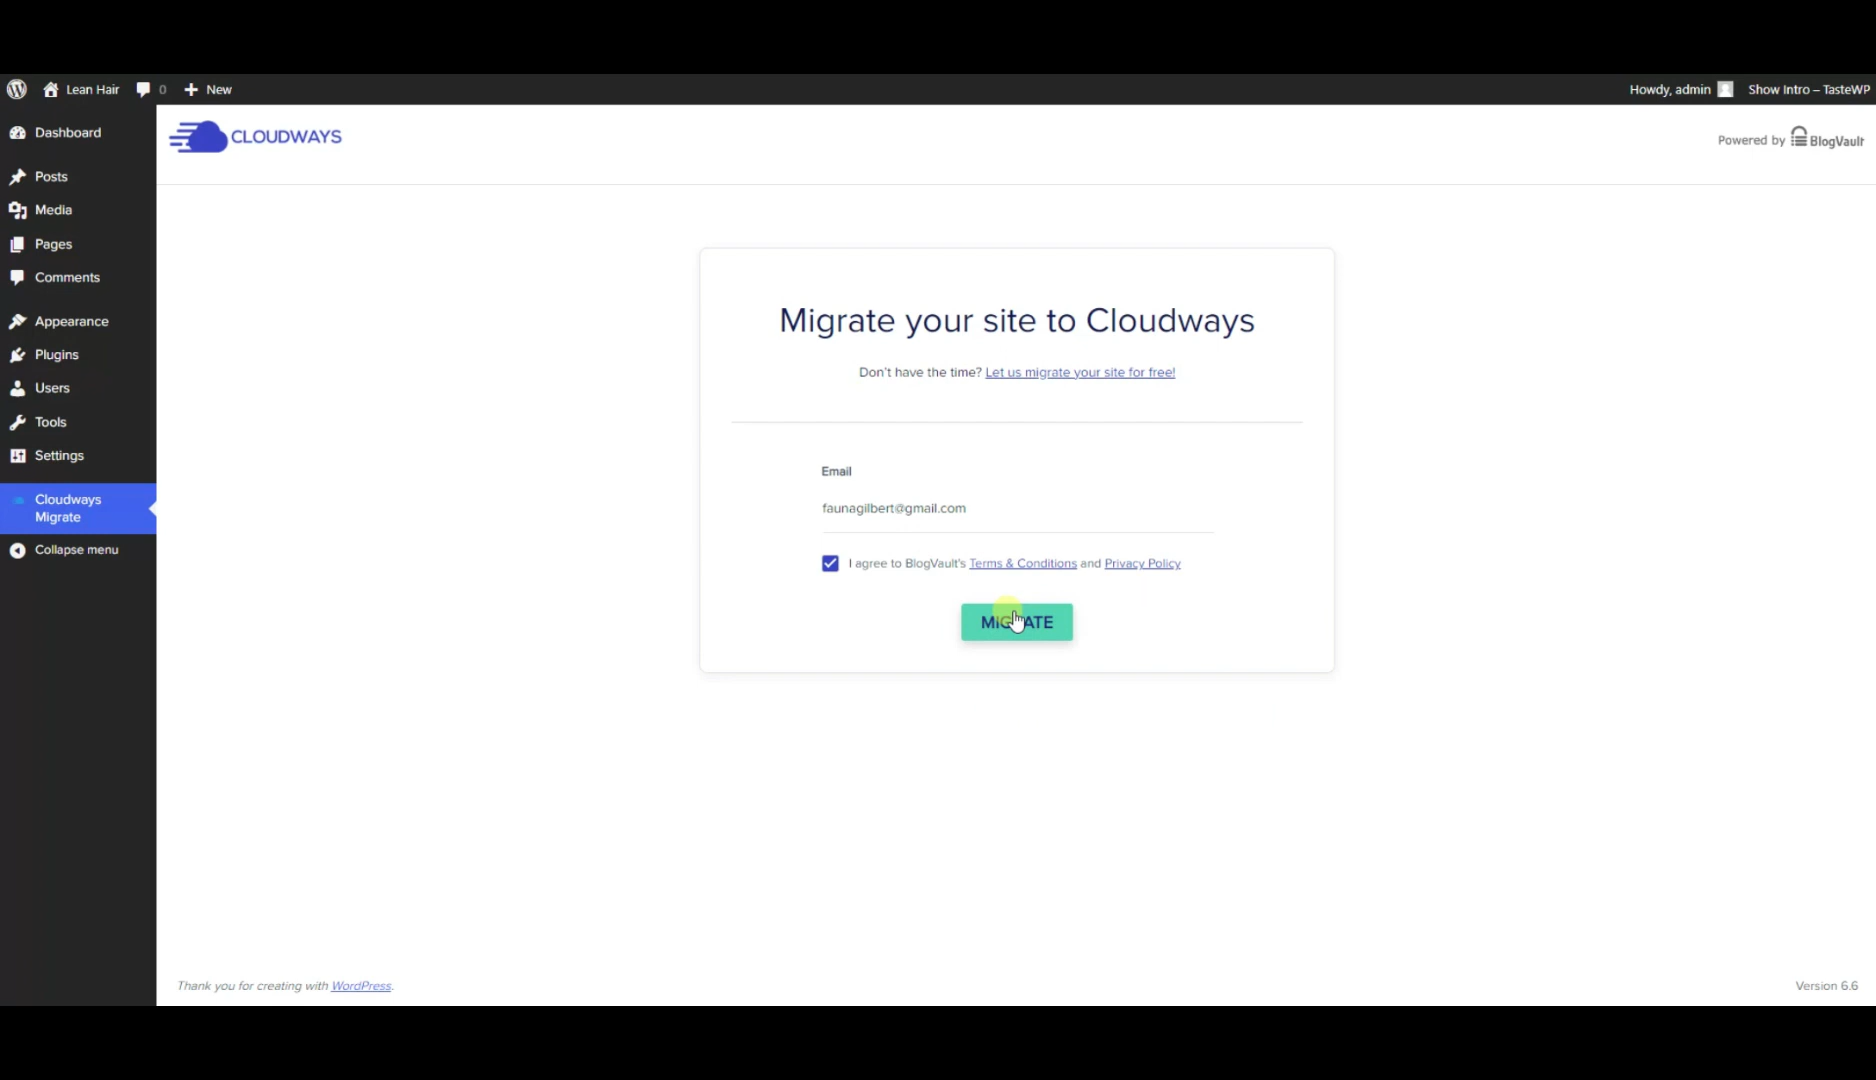 Lean Hair 0 New Howdy, admin Show Intro – TasteWP
Dashboard
Posts
Media
Pages
Comments
Appearance
Plugins
Users
Tools
Settings
Cloudways
Migrate
Collapse menu
CLOUDWAYS
Powered by BlogVault
Migrate your site to Cloudways
Don't have the time? Let us migrate your site for free!
Email
faunagilbert@gmail.com
I agree to BlogVault's Terms & Conditions and Privacy Policy
MIGRATE
Thank you for creating with WordPress.
Version 6.6